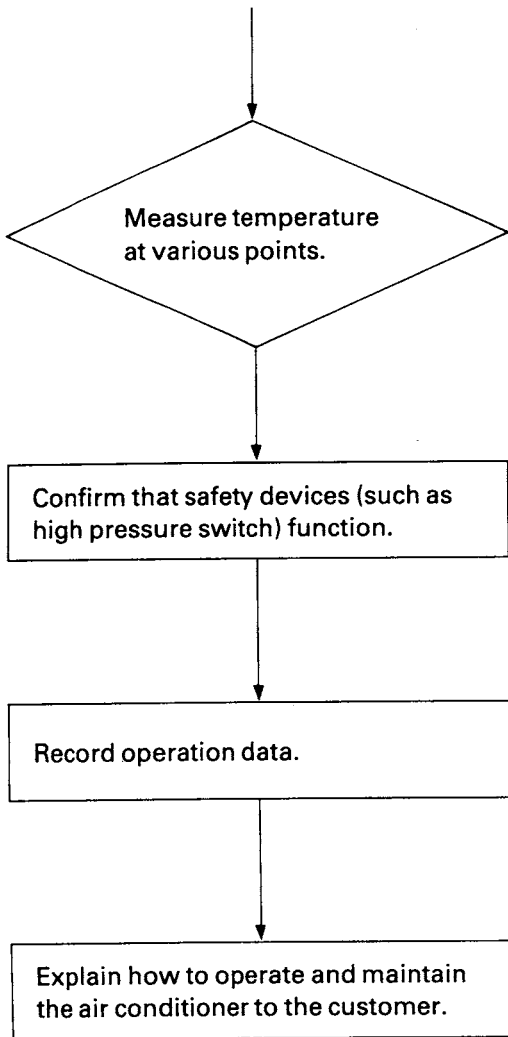 Measure temperature
at various points.
Confirm that safety devices (such as
high pressure switch) function.
Record operation data.
Explain how to operate and maintain
the air conditioner to the customer.